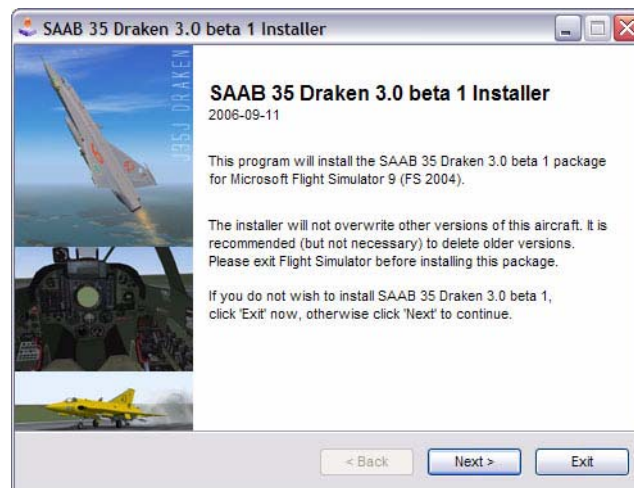 SAAB 35 Draken 3.0 beta 1 Installer
J35J DRAKEN
SAAB 35 Draken 3.0 beta 1 Installer
2006-09-11
This program will install the SAAB 35 Draken 3.0 beta 1 package
for Microsoft Flight Simulator 9 (FS 2004).
The installer will not overwrite other versions of this aircraft. It is
recommended (but not necessary) to delete older versions.
Please exit Flight Simulator before installing this package.
If you do not wish to install SAAB 35 Draken 3.0 beta 1,
click 'Exit' now, otherwise click 'Next' to continue.
< Back
Next >
Exit